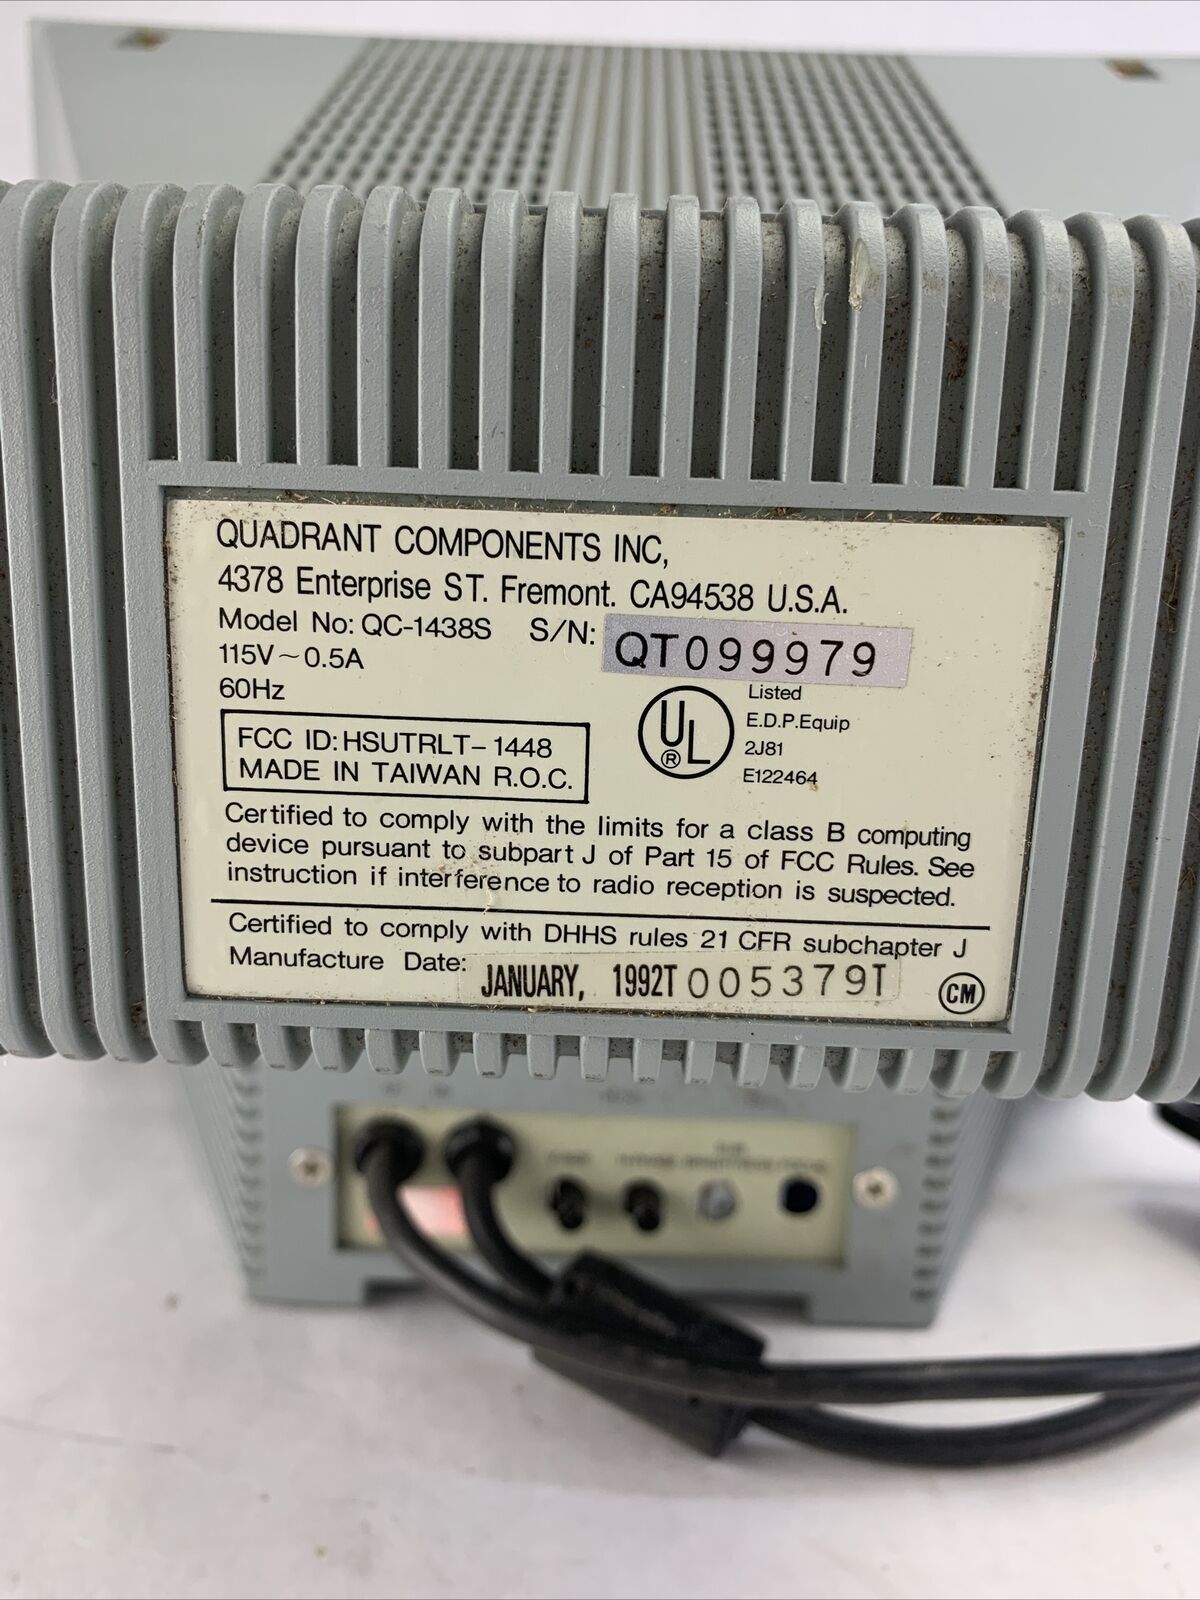 QUADRANT COMPONENTS INC,
4378 Enterprise ST. Fremont. CA94538 U.S.A.
Model No: QC-1438S S/N: QT099979
115V~0.5A
60Hz
UL
®
Listed
E.D.P.Equip
2J81
E122464
FCC ID: HSUTRLT-1448
MADE IN TAIWAN R.O.C.
Certified to comply with the limits for a class B computing
device pursuant to subpart J of Part 15 of FCC Rules. See
instruction if interference to radio reception is suspected.
Certified to comply with DHHS rules 21 CFR subchapter J
Manufacture Date: JANUARY, 1992T 005379T
CM